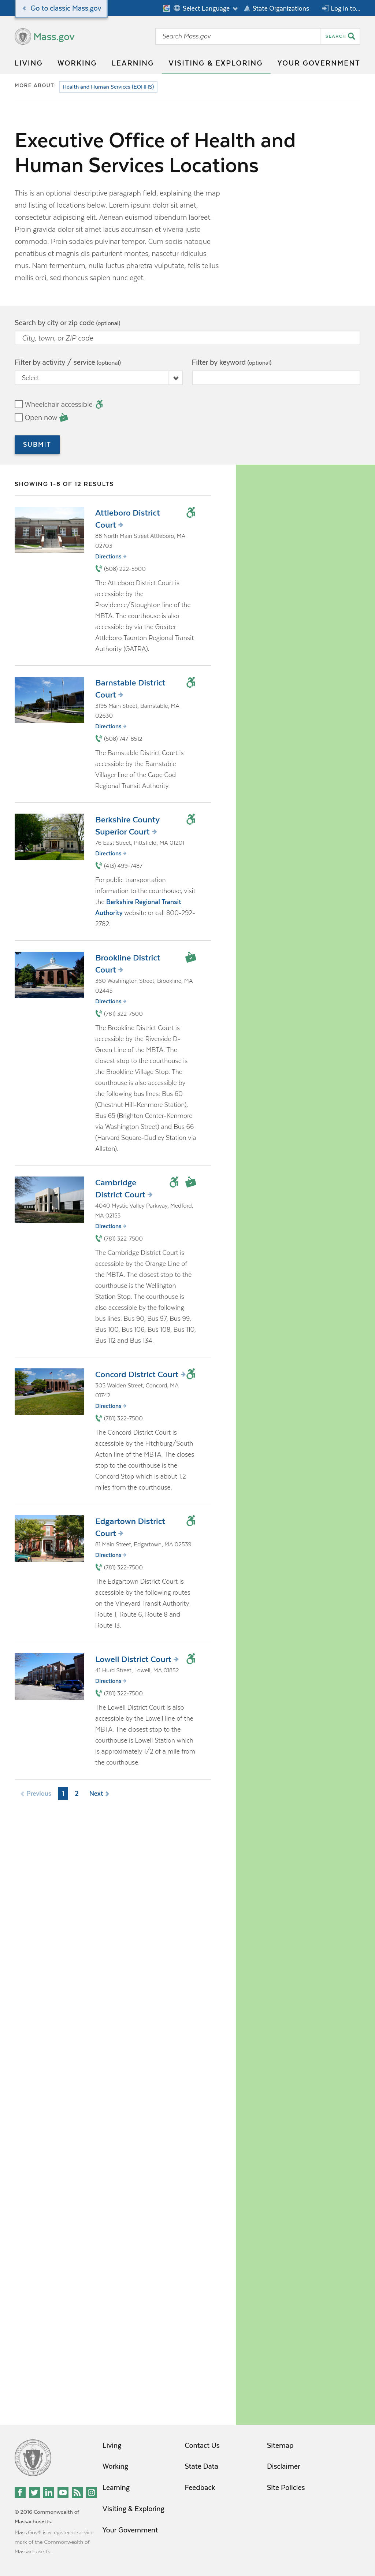 Go to classic Mass.gov
Select Language
State Organizations
Log in to...
Mass.gov
Search Mass.gov
SEARCH
LIVING
WORKING
LEARNING
VISITING & EXPLORING
YOUR GOVERNMENT
MORE ABOUT:
Health and Human Services (EOHHS)
Executive Office of Health and
Human Services Locations
This is an optional descriptive paragraph field, explaining the map
and listing of locations below. Lorem ipsum dolor sit amet,
consectetur adipiscing elit. Aenean euismod bibendum laoreet.
Proin gravida dolor sit amet lacus accumsan et viverra justo
commodo. Proin sodales pulvinar tempor. Cum sociis natoque
penatibus et magnis dis parturient montes, nascetur ridiculus
mus. Nam fermentum, nulla luctus pharetra vulputate, felis tellus
mollis orci, sed rhoncus sapien nunc eget.
Search by city or zip code (optional)
City, town, or ZIP code
Filter by activity / service (optional)
Select
Filter by keyword (optional)
Wheelchair accessible
Open now
SUBMIT
SHOWING 1-8 OF 12 RESULTS
Attleboro District
Court
88 North Main Street Attleboro, MA
02703
Directions
(508) 222-5900
The Attleboro District Court is
accessible by the
Providence/Stoughton line of the
MBTA. The courthouse is also
accessible by via the Greater
Attleboro Taunton Regional Transit
Authority (GATRA).
Barnstable District
Court
3195 Main Street, Barnstable, MA
02630
Directions
(508) 747-8512
The Barnstable District Court is
accessible by the Barnstable
Villager line of the Cape Cod
Regional Transit Authority.
Berkshire County
Superior Court
76 East Street, Pittsfield, MA 01201
Directions
(413) 499-7487
For public transportation
information to the courthouse, visit
the Berkshire Regional Transit
Authority website or call 800-292-
2782.
Brookline District
Court
360 Washington Street, Brookline, MA
02445
Directions
(781) 322-7500
The Brookline District Court is
accessible by the Riverside D-
Green Line of the MBTA. The
closest stop to the courthouse is
the Brookline Village Stop. The
courthouse is also accessible by
the following bus lines: Bus 60
(Chestnut Hill-Kenmore Station),
Bus 65 (Brighton Center-Kenmore
via Washington Street) and Bus 66
(Harvard Square-Dudley Station via
Allston).
Cambridge
District Court
4040 Mystic Valley Parkway, Medford,
MA 02155
Directions
(781) 322-7500
The Cambridge District Court is
accessible by the Orange Line of
the MBTA. The closest stop to the
courthouse is the Wellington
Station Stop. The courthouse is
also accessible by the following
bus lines: Bus 90, Bus 97, Bus 99,
Bus 100, Bus 106, Bus 108, Bus 110,
Bus 112 and Bus 134.
Concord District Court
305 Walden Street, Concord, MA
01742
Directions
(781) 322-7500
The Concord District Court is
accessible by the Fitchburg/South
Acton line of the MBTA. The closes
stop to the courthouse is the
Concord Stop which is about 1.2
miles from the courthouse.
Edgartown District
Court
81 Main Street, Edgartown, MA 02539
Directions
(781) 322-7500
The Edgartown District Court is
accessible by the following routes
on the Vineyard Transit Authority:
Route 1, Route 6, Route 8 and
Route 13.
Lowell District Court
41 Hurd Street, Lowell, MA 01852
Directions
(781) 322-7500
The Lowell District Court is also
accessible by the Lowell line of the
MBTA. The closest stop to the
courthouse is Lowell Station which
is approximately 1/2 of a mile from
the courthouse.
Previous
1
2
Next
Living
Working
Learning
Visiting & Exploring
Your Government
Contact Us
State Data
Feedback
Sitemap
Disclaimer
Site Policies
© 2016 Commonwealth of
Massachusetts.
Mass.Gov® is a registered service
mark of the Commonwealth of
Massachusetts.